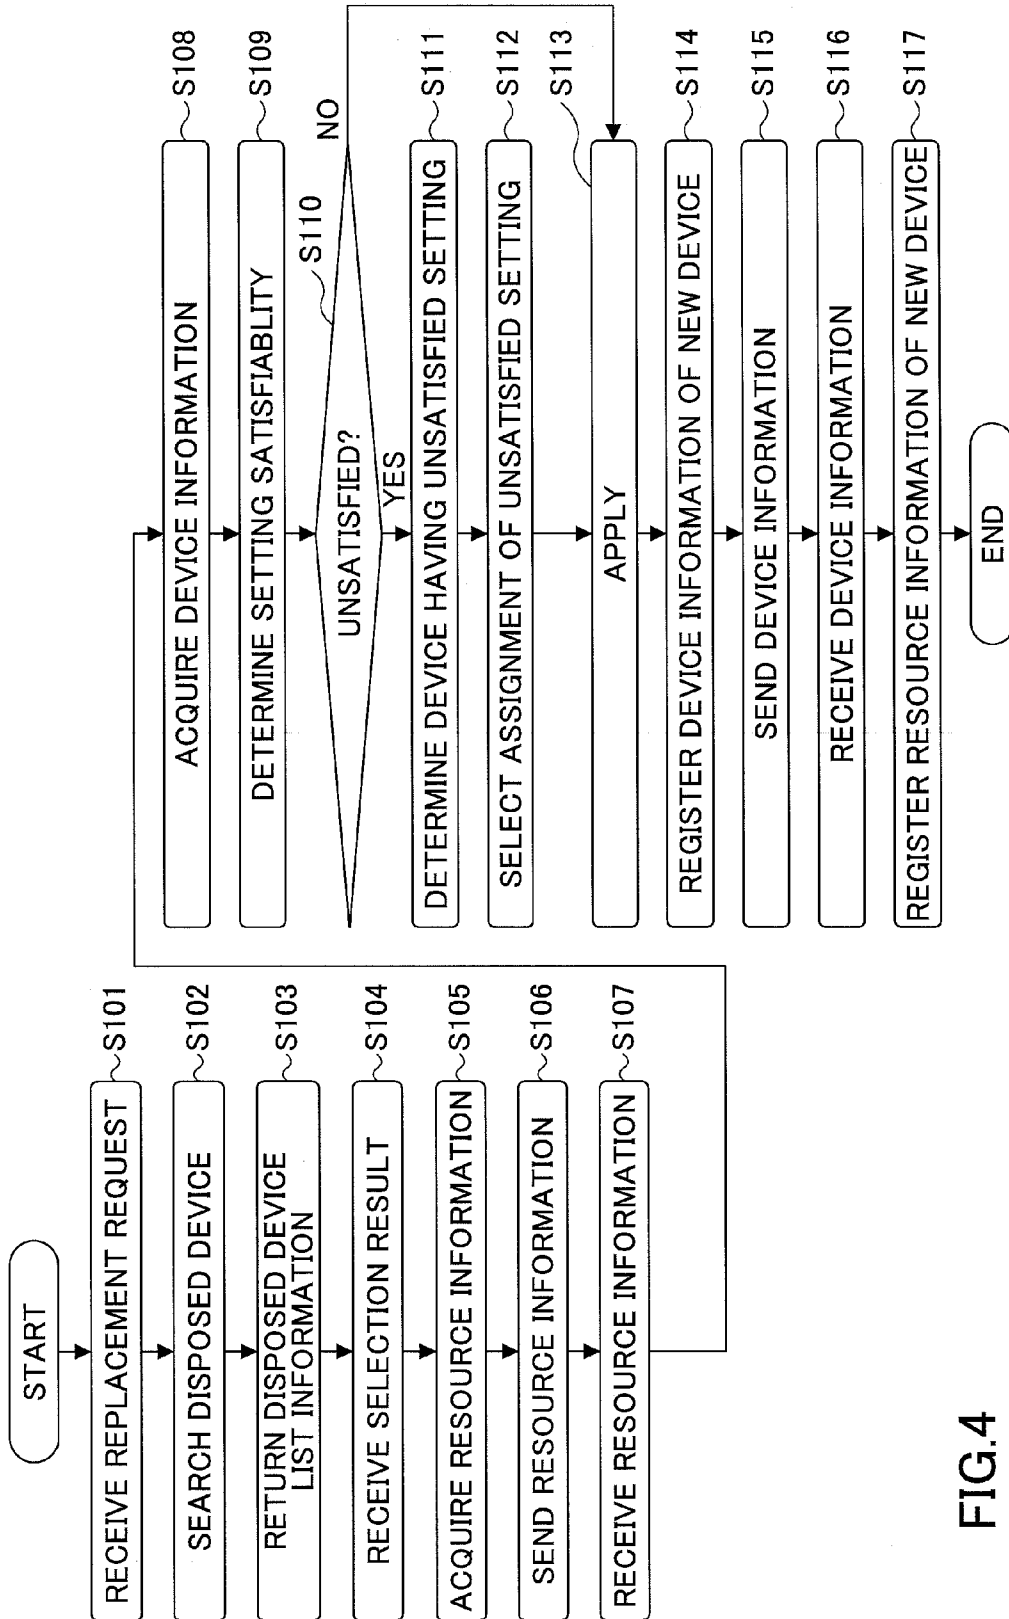 START
RECEIVE REPLACEMENT REQUEST
S101
SEARCH DISPOSED DEVICE
S102
RETURN DISPOSED DEVICE
LIST INFORMATION
S103
RECEIVE SELECTION RESULT
S104
ACQUIRE RESOURCE INFORMATION
S105
SEND RESOURCE INFORMATION
S106
RECEIVE RESOURCE INFORMATION
S107
ACQUIRE DEVICE INFORMATION
S108
DETERMINE SETTING SATISFIABLITY
S109
UNSATISFIED?
S110
NO
YES
DETERMINE DEVICE HAVING UNSATISFIED SETTING
S111
SELECT ASSIGNMENT OF UNSATISFIED SETTING
S112
APPLY
S113
REGISTER DEVICE INFORMATION OF NEW DEVICE
S114
SEND DEVICE INFORMATION
S115
RECEIVE DEVICE INFORMATION
S116
REGISTER RESOURCE INFORMATION OF NEW DEVICE
S117
END
FIG.4